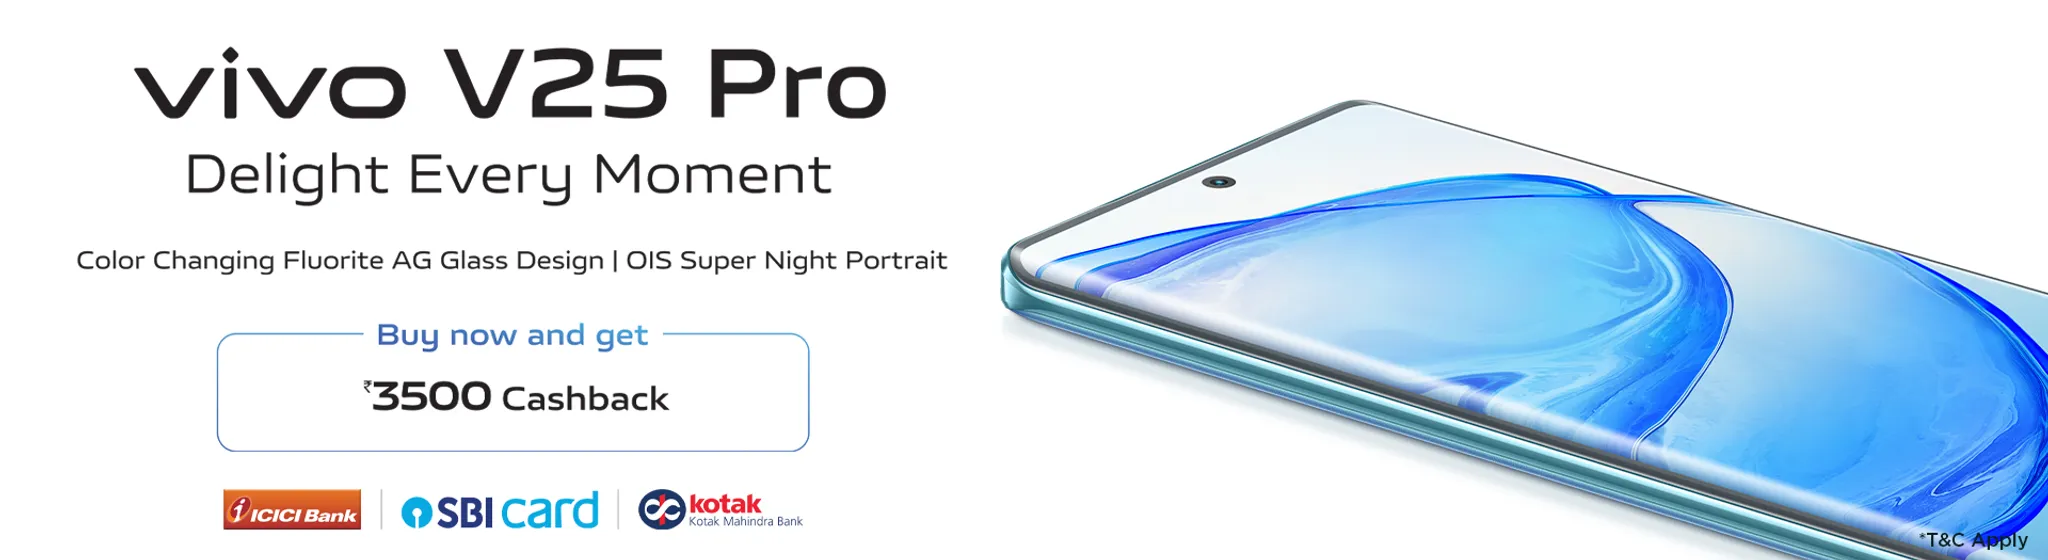 vivo V25 Pro
Delight Every Moment
Color Changing Fluorite AG Glass Design | OIS Super Night Portrait
Buy now and get
₹3500 Cashback
i ICICI Bank
SBI card
kotak
Kotak Mahindra Bank
*T&C Apply